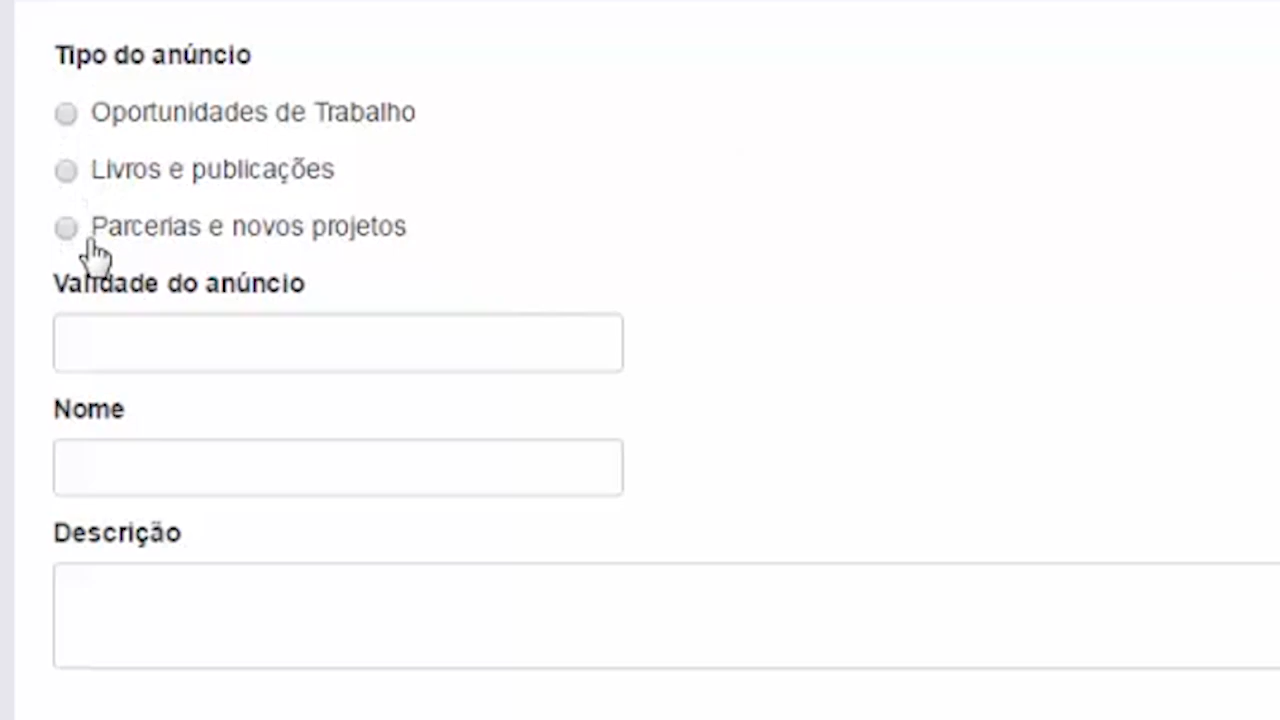 Tipo do anúncio
Oportunidades de Trabalho
Livros e publicações
Parcerias e novos projetos
Validade do anúncio
Nome
Descrição